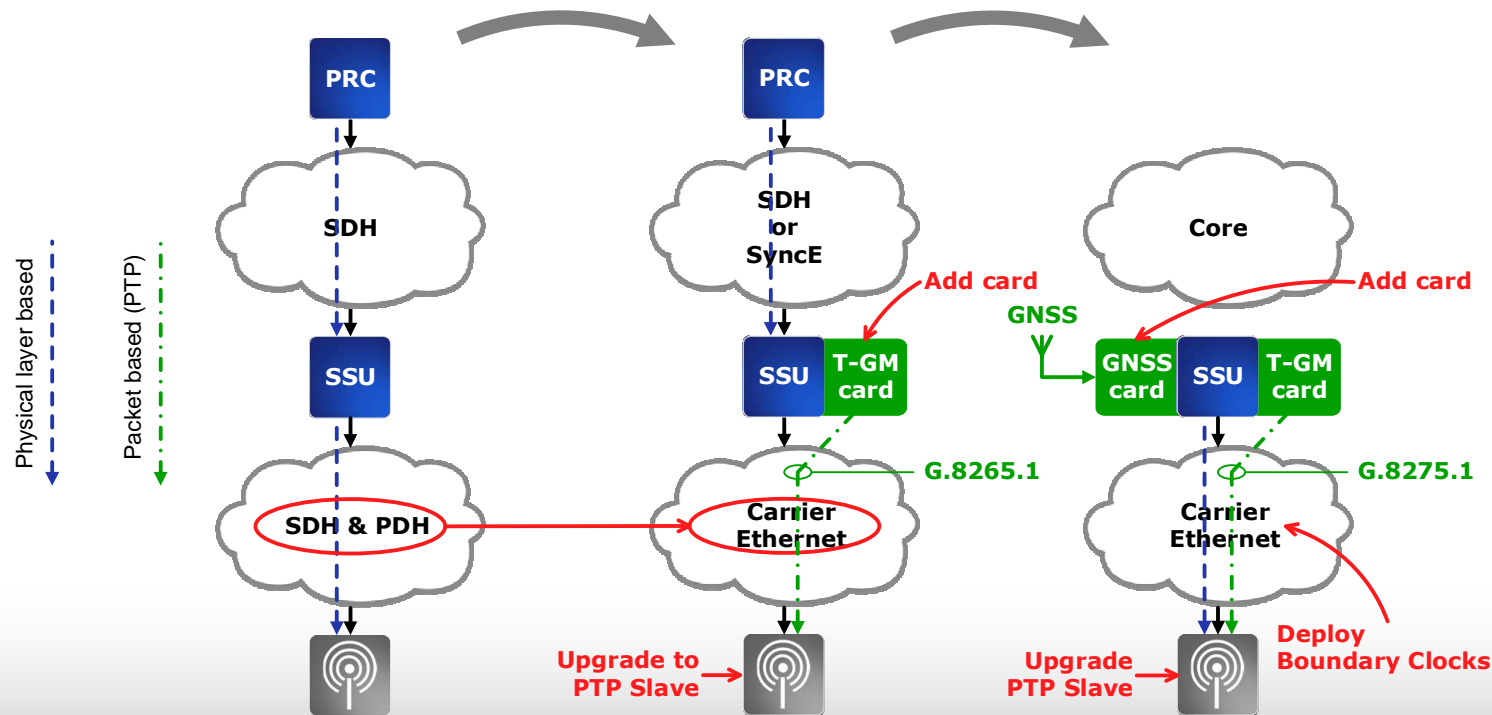 PRC
PRC
SDH
SDH
or
SyncE
Core
Physical layer based
Packet based (PTP)
Add card
Add card
GNSS
SSU
SSU
T-GM
card
GNSS
card
SSU
T-GM
card
G.8265.1
G.8275.1
SDH & PDH
Carrier
Ethernet
Carrier
Ethernet
Upgrade to
PTP Slave
Upgrade
PTP Slave
Deploy
Boundary Clocks